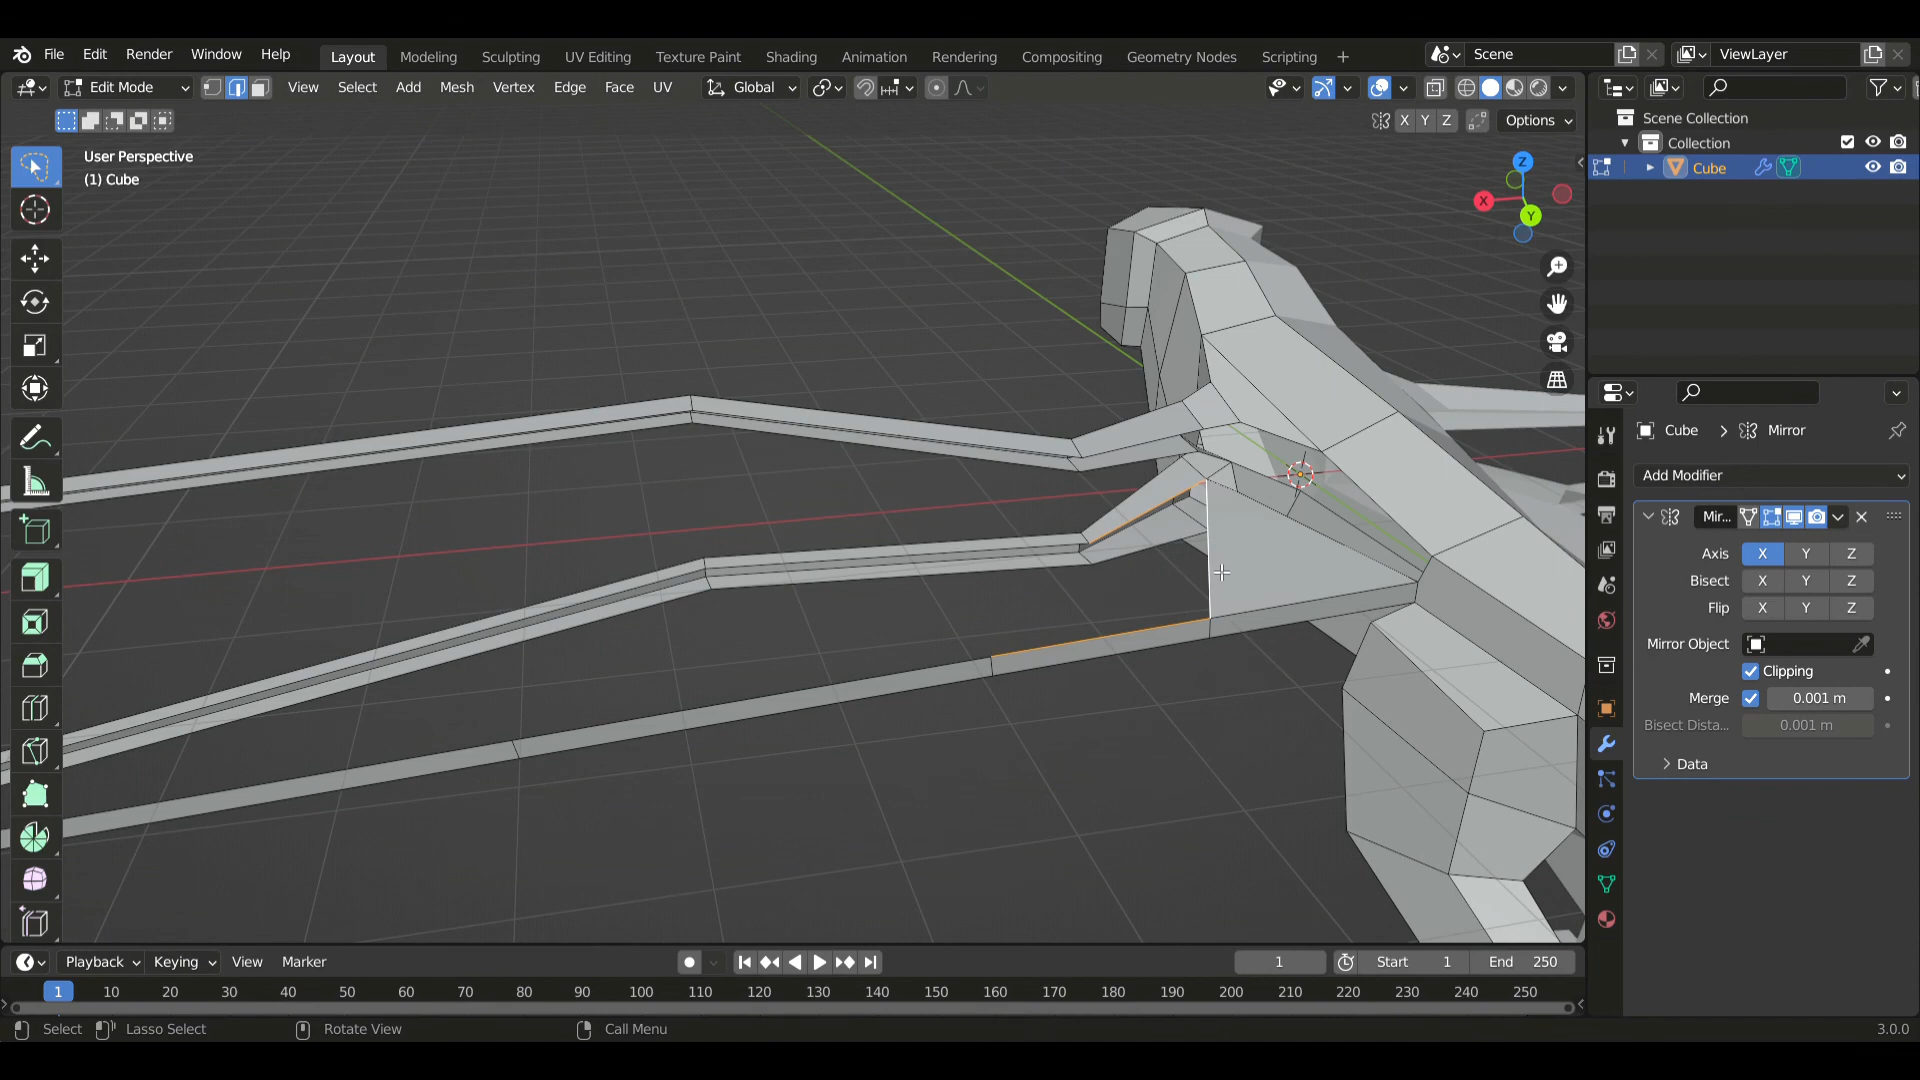 File Edit Render Window Help Layout Modeling Sculpting UV Editing Texture Paint Shading Animation Rendering Compositing Geometry Nodes Scripting + Scene ViewLayer
Edit Mode View Select Add Mesh Vertex Edge Face UV Global
X Y Z Options
User Perspective
(1) Cube
Z
X
Y
Scene Collection
Collection
Cube
Cube > Mirror
Add Modifier
Mir...
Axis X Y Z
Bisect X Y Z
Flip X Y Z
Mirror Object
Clipping
Merge 0.001 m
Bisect Dista... 0.001 m
Data
Playback Keying View Marker 1 Start 1 End 250
1 10 20 30 40 50 60 70 80 90 100 110 120 130 140 150 160 170 180 190 200 210 220 230 240 250
Select Lasso Select Rotate View Call Menu 3.0.0